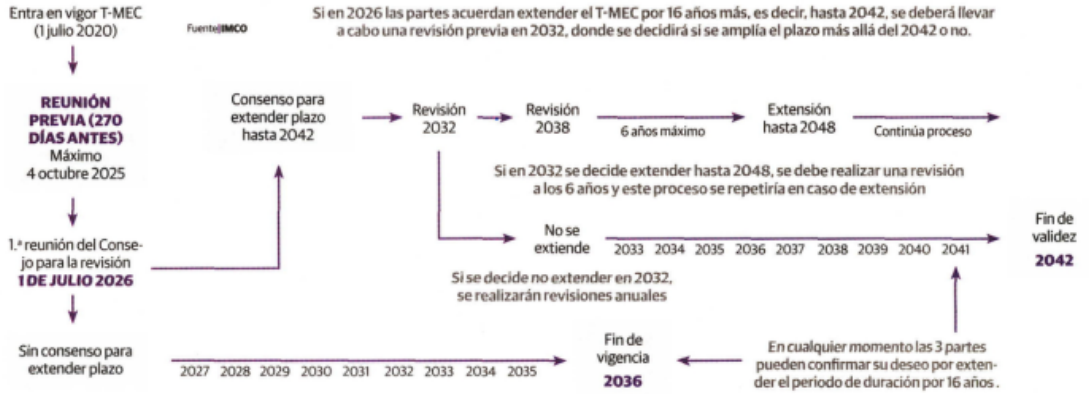 Entra en vigor T-MEC
(1 julio 2020)
Fuente|IMCO
Si en 2026 las partes acuerdan extender el T-MEC por 16 años más, es decir, hasta 2042, se deberá llevar
a cabo una revisión previa en 2032, donde se decidirá si se amplía el plazo más allá del 2042 o no.
REUNIÓN
PREVIA (270
DÍAS ANTES)
Máximo
4 octubre 2025
Consenso para
extender plazo
hasta 2042
Revisión
2032
Revisión
2038
6 años máximo
Extensión
hasta 2048
Continúa proceso
Si en 2032 se decide extender hasta 2048, se debe realizar una revisión
a los 6 años y este proceso se repetiría en caso de extensión
1.ª reunión del Conse-
jo para la revisión
1 DE JULIO 2026
No se
extiende
2033 2034 2035 2036 2037 2038 2039 2040 2041
Fin de
validez
2042
Si se decide no extender en 2032,
se realizarán revisiones anuales
Sin consenso para
extender plazo
2027 2028 2029 2030 2031 2032 2033 2034 2035
Fin de
vigencia
2036
En cualquier momento las 3 partes
pueden confirmar su deseo por exten-
der el periodo de duración por 16 años.